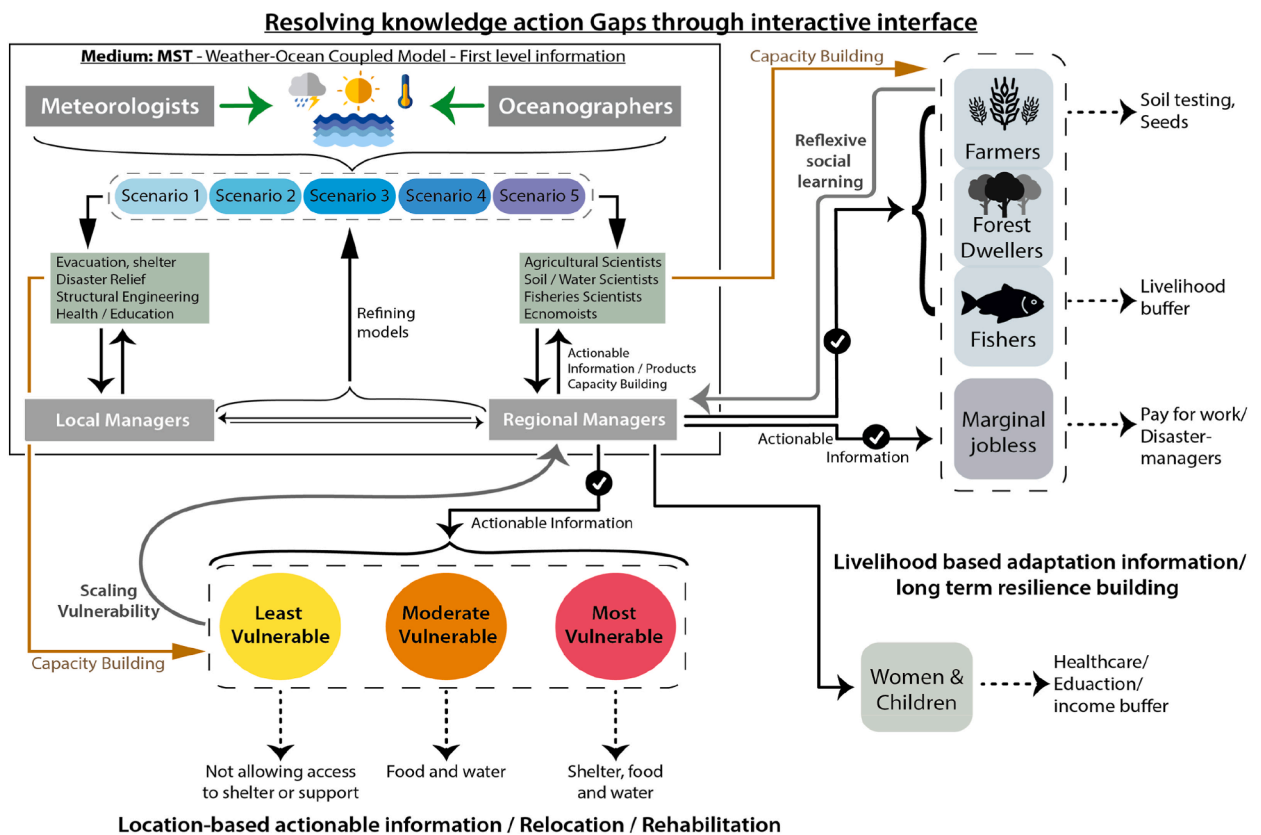 Resolving knowledge action Gaps through interactive interface
Medium: MST - Weather-Ocean Coupled Model - First level information
Meteorologists
Oceanographers
Scenario 1
Scenario 2
Scenario 3
Scenario 4
Scenario 5
Evacuation, shelter
Disaster Relief
Structural Engineering
Health / Education
Refining
models
Agricultural Scientists
Soil / Water Scientists
Fisheries Scientists
Ecnomoists
Actionable
Information / Products
Capacity Building
Local Managers
Regional Managers
Capacity Building
Reflexive
social
learning
Farmers
Forest
Dwellers
Fishers
Marginal
jobless
Soil testing,
Seeds
Livelihood
buffer
Pay for work/
Disaster-
managers
Actionable
Information
Actionable Information
Scaling
Vulnerability
Capacity Building
Least
Vulnerable
Moderate
Vulnerable
Most
Vulnerable
Livelihood based adaptation information/
long term resilience building
Women &
Children
Healthcare/
Eduaction/
income buffer
Not allowing access
to shelter or support
Food and water
Shelter, food
and water
Location-based actionable information / Relocation / Rehabilitation